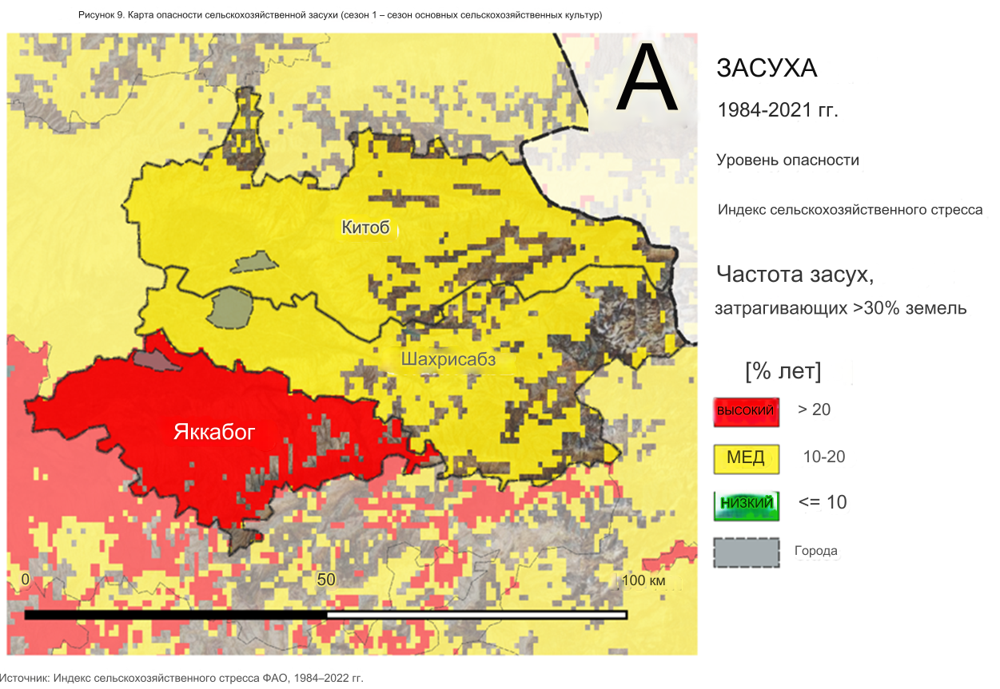 Рисунок 9. Карта опасности сельскохозяйственной засухи (сезон 1 – сезон основных сельскохозяйственных культур)
A
ЗАСУХА
1984-2021 гг.
Уровень опасности
Индекс сельскохозяйственного стресса
Частота засух,
затрагивающих >30% земель
[% лет]
ВЫСОКИЙ > 20
МЕД 10-20
НИЗКИЙ <= 10
Города
Китоб
Шахрисабз
Яккабог
0 50 100 км
Источник: Индекс сельскохозяйственного стресса ФАО, 1984–2022 гг.